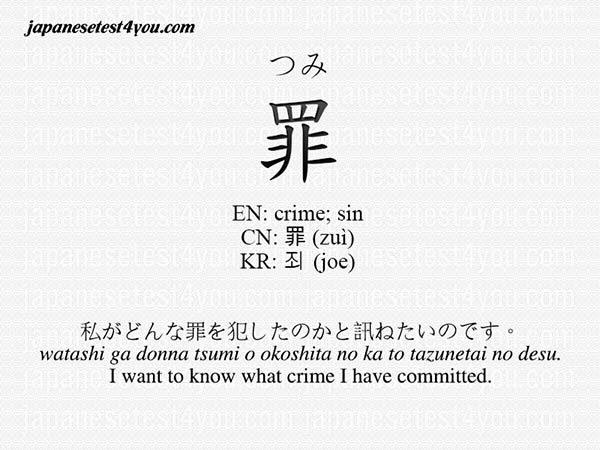 japanesetest4you.com
つみ
罪
EN: crime; sin
CN: 罪 (zuì)
KR: 죄 (joe)
私がどんな罪を犯したのかと訊ねたいのです。
watashi ga donna tsumi o okoshita no ka to tazunetai no desu.
I want to know what crime I have committed.